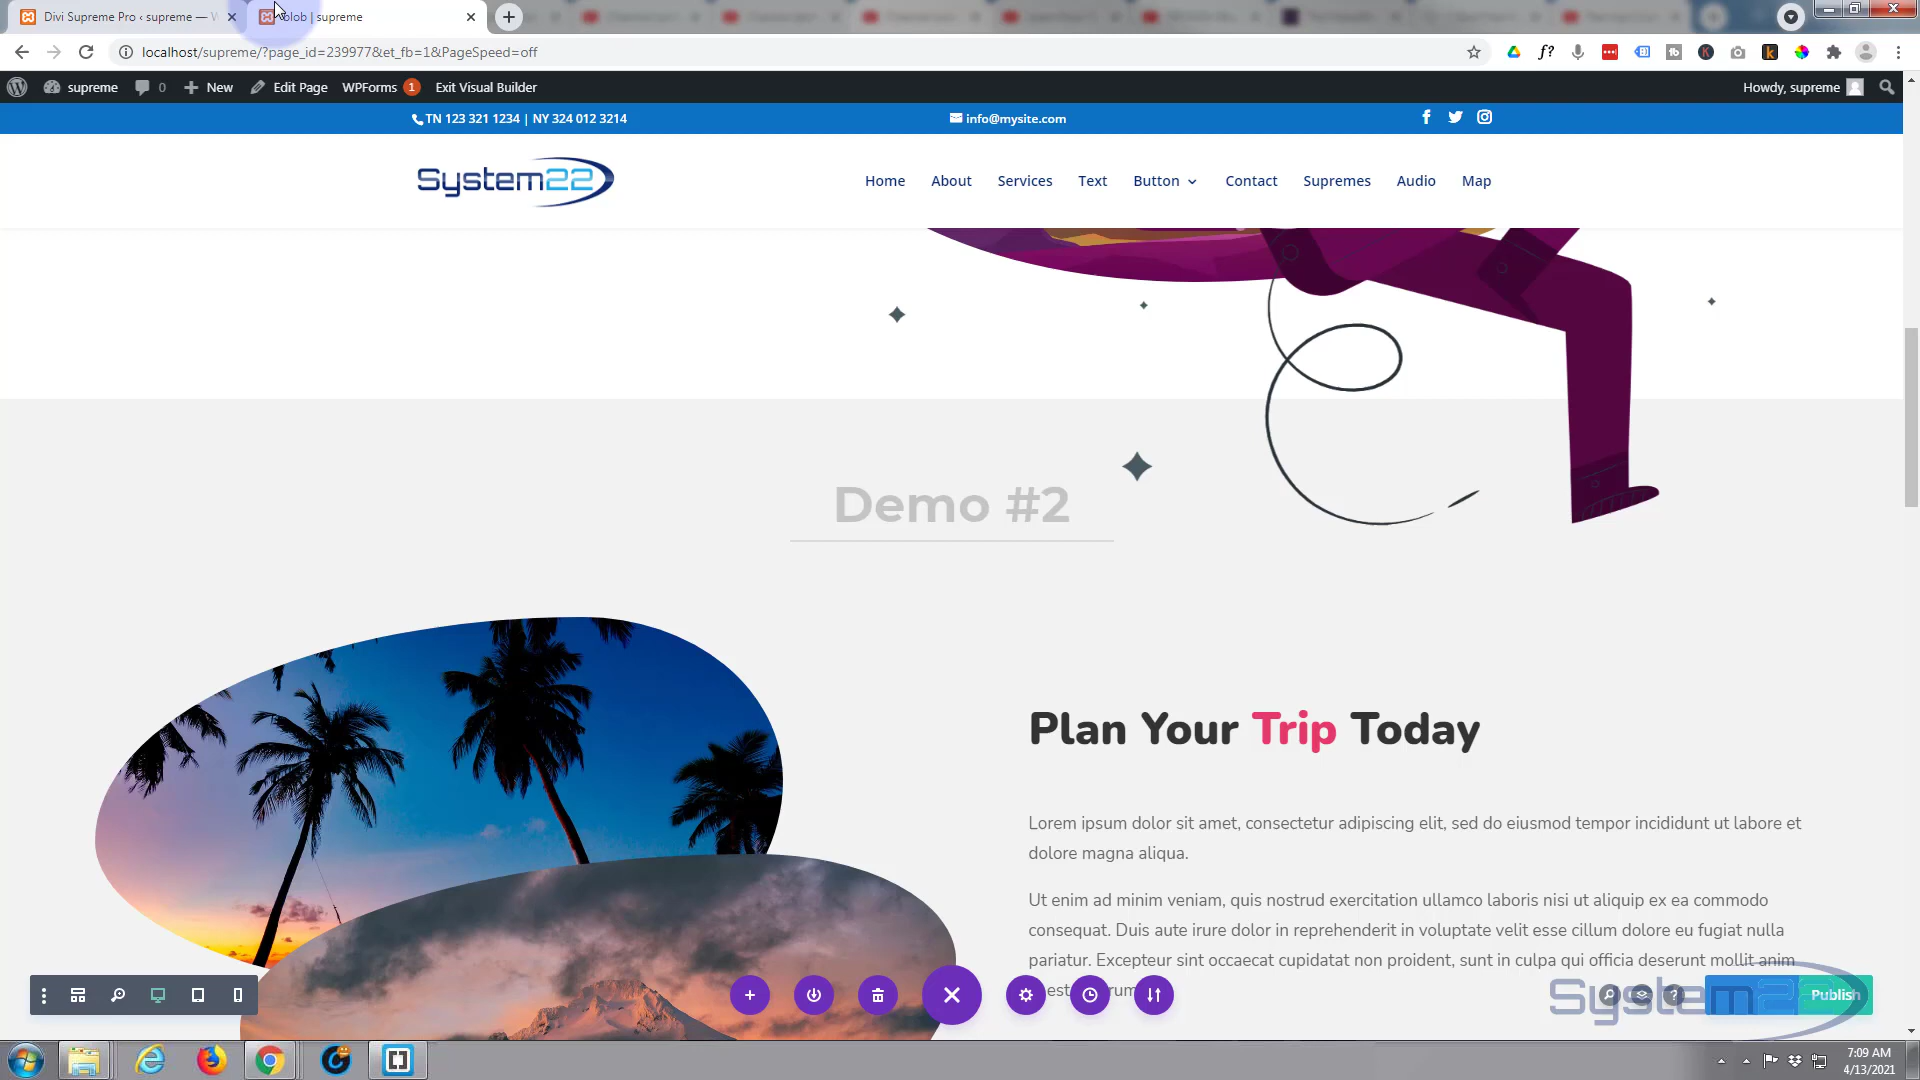 Divi Supreme Pro ‹ supreme — W
olob | supreme
localhost/supreme/?page_id=239977&et_fb=1&PageSpeed=off
supreme
0
New
Edit Page
WPForms 1
Exit Visual Builder
Howdy, supreme
TN 123 321 1234 | NY 324 012 3214
info@mysite.com
System22
Home
About
Services
Text
Button
Contact
Supremes
Audio
Map
Demo #2
Plan Your Trip Today
Lorem ipsum dolor sit amet, consectetur adipiscing elit, sed do eiusmod tempor incididunt ut labore et
dolore magna aliqua.
Ut enim ad minim veniam, quis nostrud exercitation ullamco laboris nisi ut aliquip ex ea commodo
consequat. Duis aute irure dolor in reprehenderit in voluptate velit esse cillum dolore eu fugiat nulla
pariatur. Excepteur sint occaecat cupidatat non proident, sunt in culpa qui officia deserunt mollit anim
est
rum
System22
Publish
7:09 AM
4/13/2021